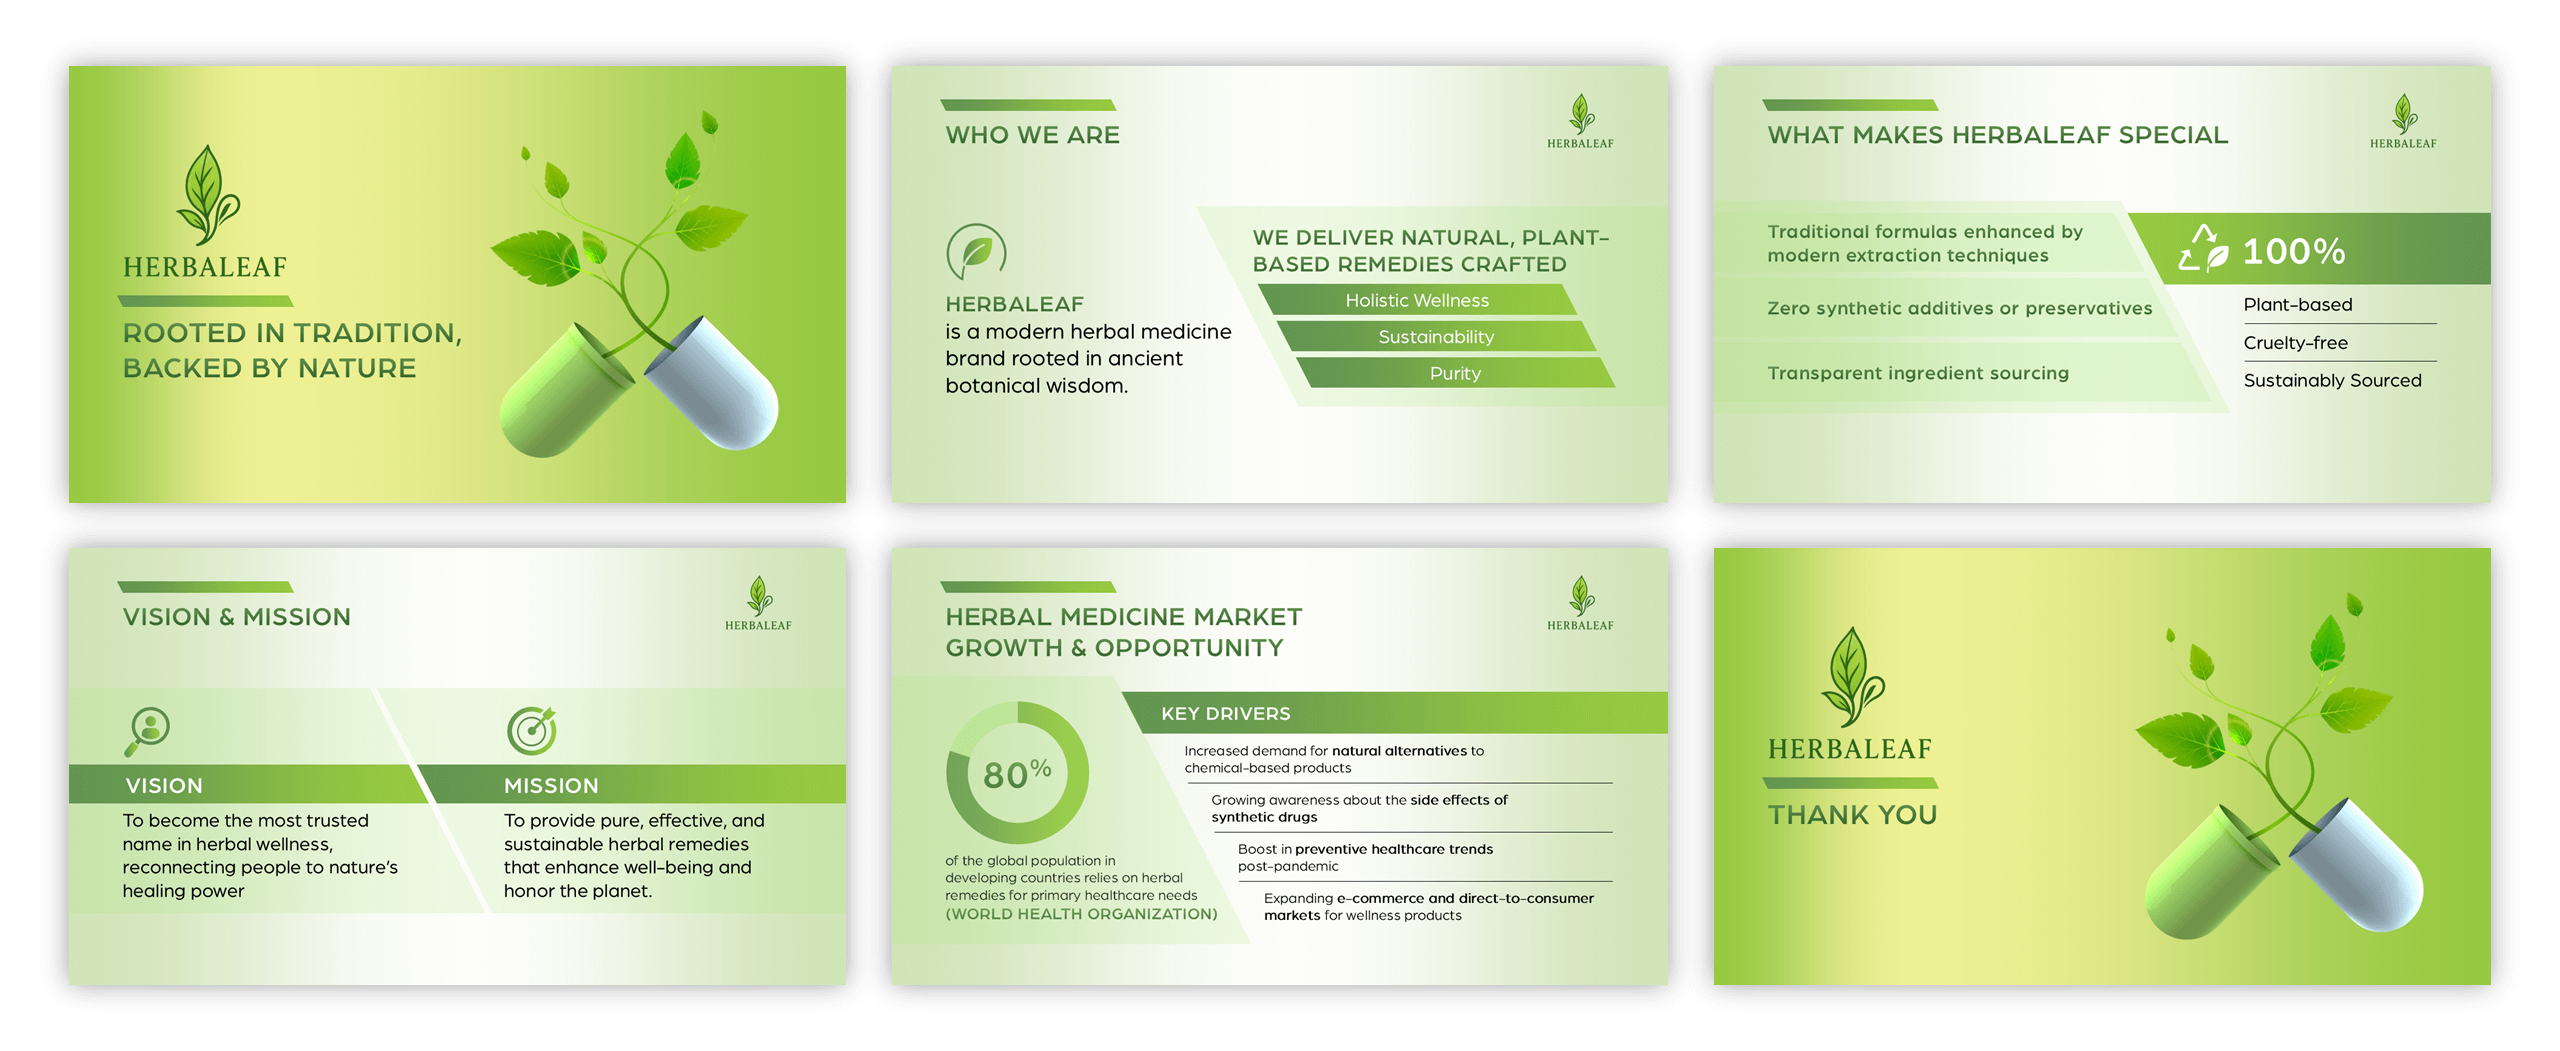 HERBALEAF
ROOTED IN TRADITION,
BACKED BY NATURE
WHO WE ARE
HERBALEAF
HERBALEAF
is a modern herbal medicine
brand rooted in ancient
botanical wisdom.
WE DELIVER NATURAL, PLANT-
BASED REMEDIES CRAFTED
Holistic Wellness
Sustainability
Purity
WHAT MAKES HERBALEAF SPECIAL
HERBALEAF
Traditional formulas enhanced by
modern extraction techniques
Zero synthetic additives or preservatives
Transparent ingredient sourcing
100%
Plant-based
Cruelty-free
Sustainably Sourced
VISION & MISSION
HERBALEAF
VISION
To become the most trusted
name in herbal wellness,
reconnecting people to nature's
healing power
MISSION
To provide pure, effective, and
sustainable herbal remedies
that enhance well-being and
honor the planet.
HERBAL MEDICINE MARKET
GROWTH & OPPORTUNITY
HERBALEAF
80%
of the global population in
developing countries relies on herbal
remedies for primary healthcare needs
(WORLD HEALTH ORGANIZATION)
KEY DRIVERS
Increased demand for natural alternatives to
chemical-based products
Growing awareness about the side effects of
synthetic drugs
Boost in preventive healthcare trends
post-pandemic
Expanding e-commerce and direct-to-consumer
markets for wellness products
HERBALEAF
THANK YOU